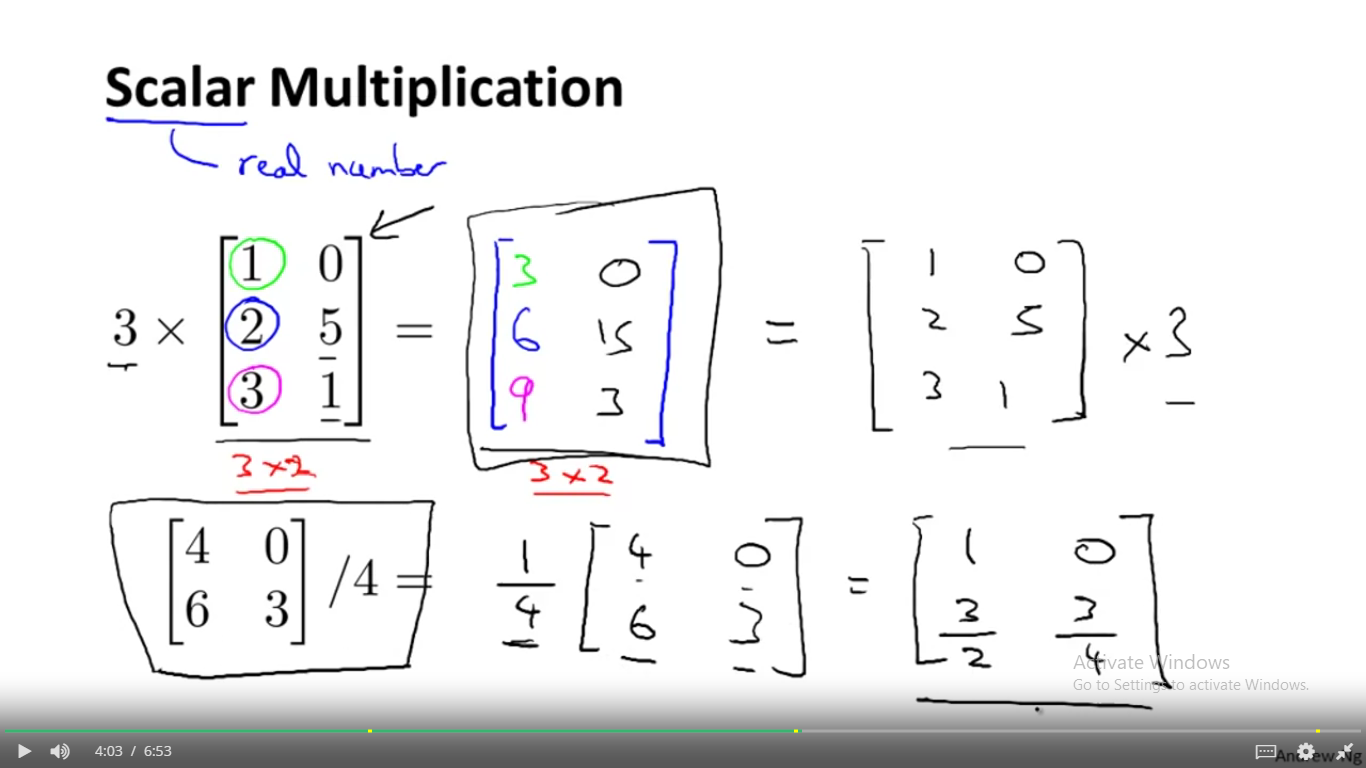 Scalar Multiplication
real number
3 × [1 0; 2 5; 3 1] = [3 0; 6 15; 9 3] = [1 0; 2 5; 3 1] × 3
3 × 2 3 × 2
[4 0; 6 3] /4 = 1/4 [4 0; 6 3] = [1 0; 3/2 3/4]
Activate Windows
Go to Settings to activate Windows.
4:03 / 6:53
Andrew Ng